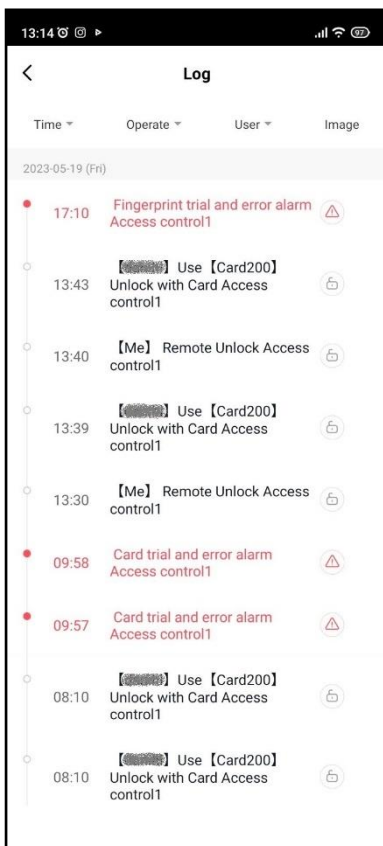 13:14 97
Log
Time Operate User Image
2023-05-19 (Fri)
17:10 Fingerprint trial and error alarm
Access control1
【 】 Use 【Card200】
13:43 Unlock with Card Access
control1
【Me】 Remote Unlock Access
13:40 control1
【 】 Use 【Card200】
13:39 Unlock with Card Access
control1
【Me】 Remote Unlock Access
13:30 control1
Card trial and error alarm
09:58 Access control1
Card trial and error alarm
09:57 Access control1
【 】 Use 【Card200】
08:10 Unlock with Card Access
control1
【 】 Use 【Card200】
08:10 Unlock with Card Access
control1